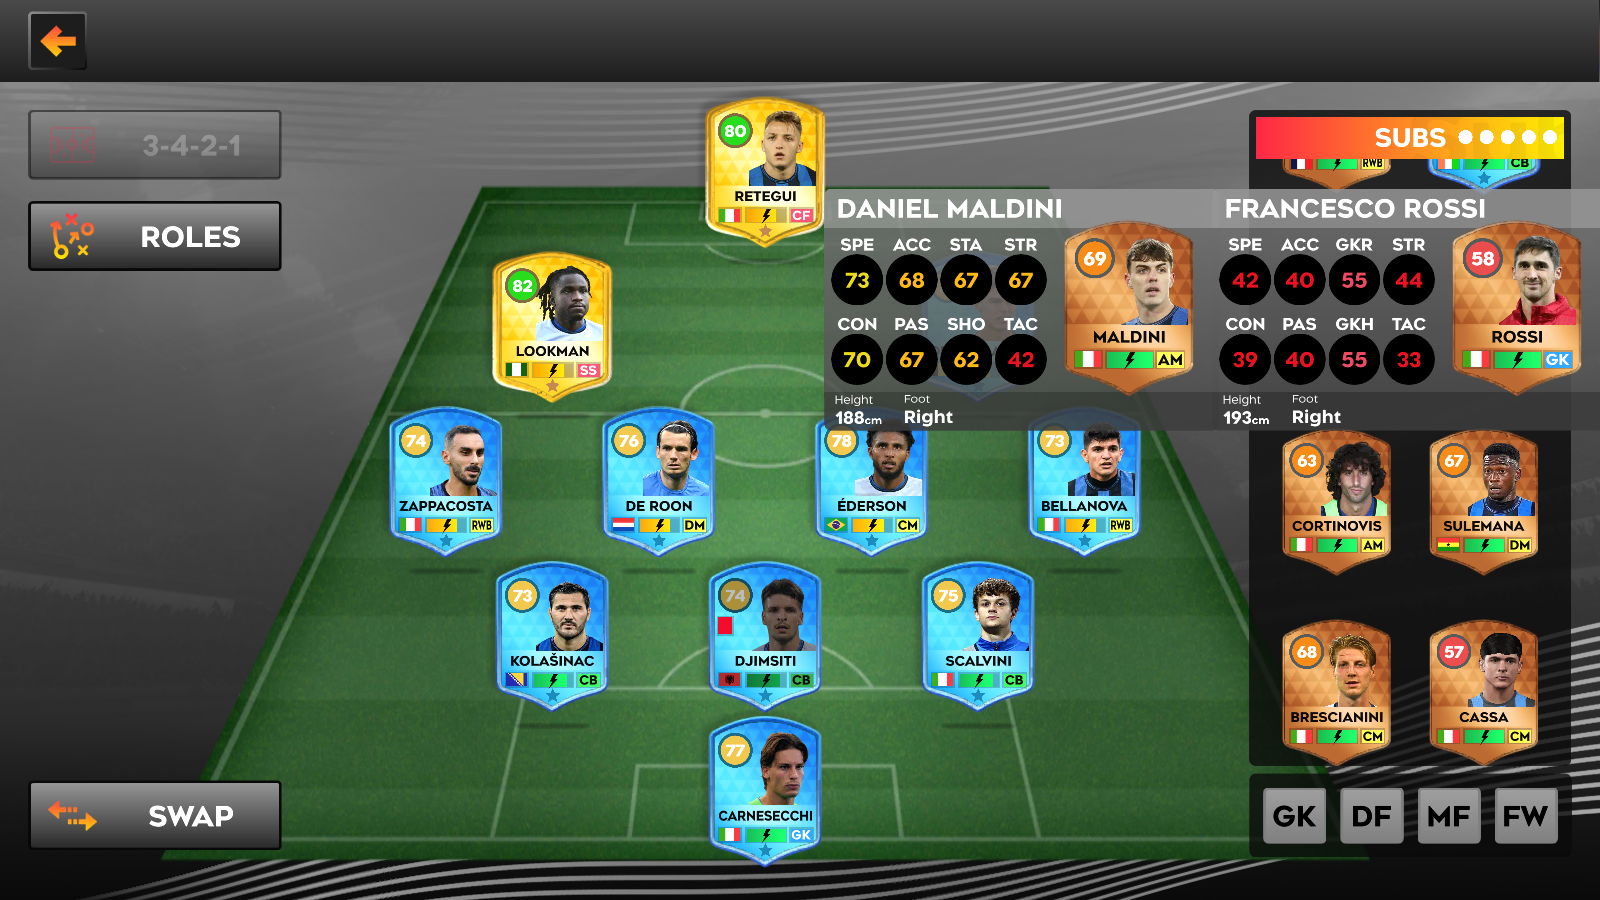 3-4-2-1
ROLES
SWAP
80
RETEGUI
CF
82
LOOKMAN
SS
74
ZAPPACOSTA
RWB
76
DE ROON
DM
78
ÉDERSON
CM
73
BELLANOVA
RWB
73
KOLAŠINAC
CB
74
DJIMSITI
CB
75
SCALVINI
CB
77
CARNESECCHI
GK
SUBS
RWB
CB
DANIEL MALDINI
SPE ACC STA STR
73 68 67 67
CON PAS SHO TAC
70 67 62 42
Height Foot
188cm Right
69
MALDINI
AM
FRANCESCO ROSSI
SPE ACC GKR STR
42 40 55 44
CON PAS GKH TAC
39 40 55 33
Height Foot
193cm Right
58
ROSSI
GK
63
CORTINOVIS
AM
67
SULEMANA
DM
68
BRESCIANINI
CM
57
CASSA
CM
GK DF MF FW